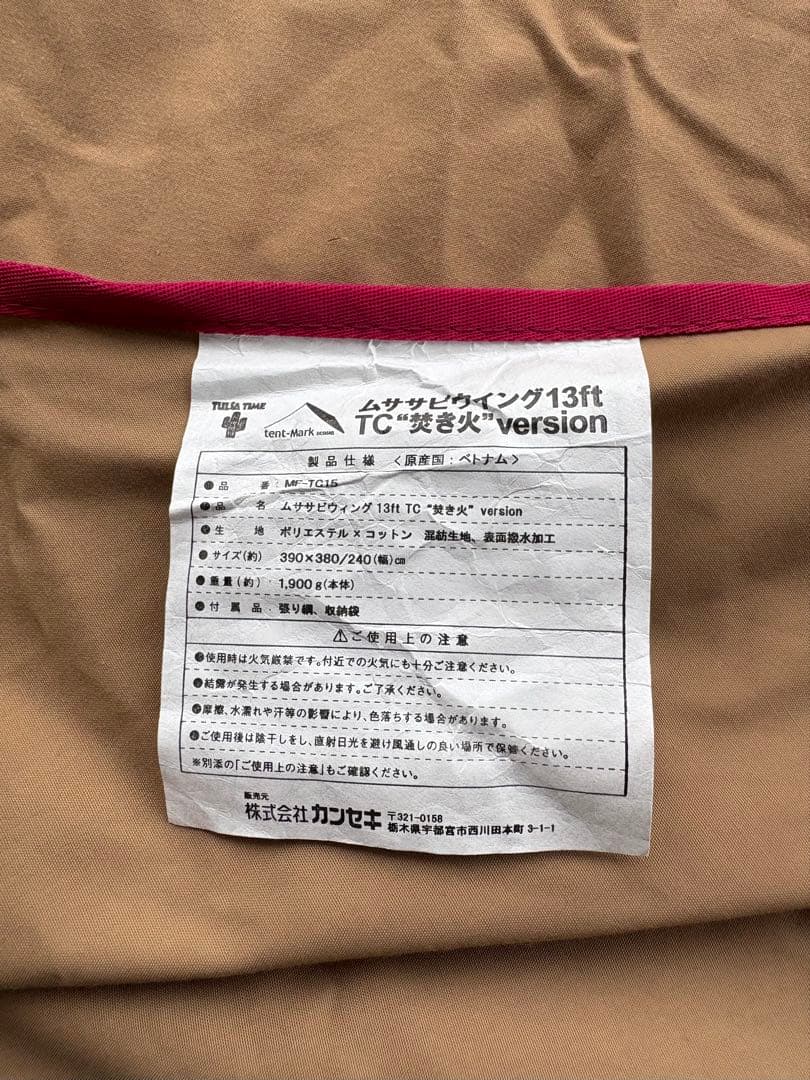 TULSA TIME
tent-Mark DESIGNS
ムササビウイング13ft
TC“焚き火”version
製品仕様 〈原産国:ベトナム〉
●品番:MF-TC15
●品名 ムササビウィング 13ft TC “焚き火” version
●生地 ポリエステル×コットン 混紡生地、表面撥水加工
●サイズ(約) 390×380/240(幅)cm
●重量(約) 1,900g(本体)
●付属品 張り綱、収納袋
⚠ご使用上の注意
●使用時は火気厳禁です。付近での火気にも十分ご注意ください。
●結露が発生する場合があります。ご了承ください。
●摩擦、水濡れや汗等の影響により、色落ちする場合があります。
●ご使用後は陰干しをし、直射日光を避け風通しの良い場所で保管ください。
※別添の「ご使用上の注意」もご確認ください。
販売元
株式会社カンセキ 〒321-0158
栃木県宇都宮市西川田本町 3-1-1